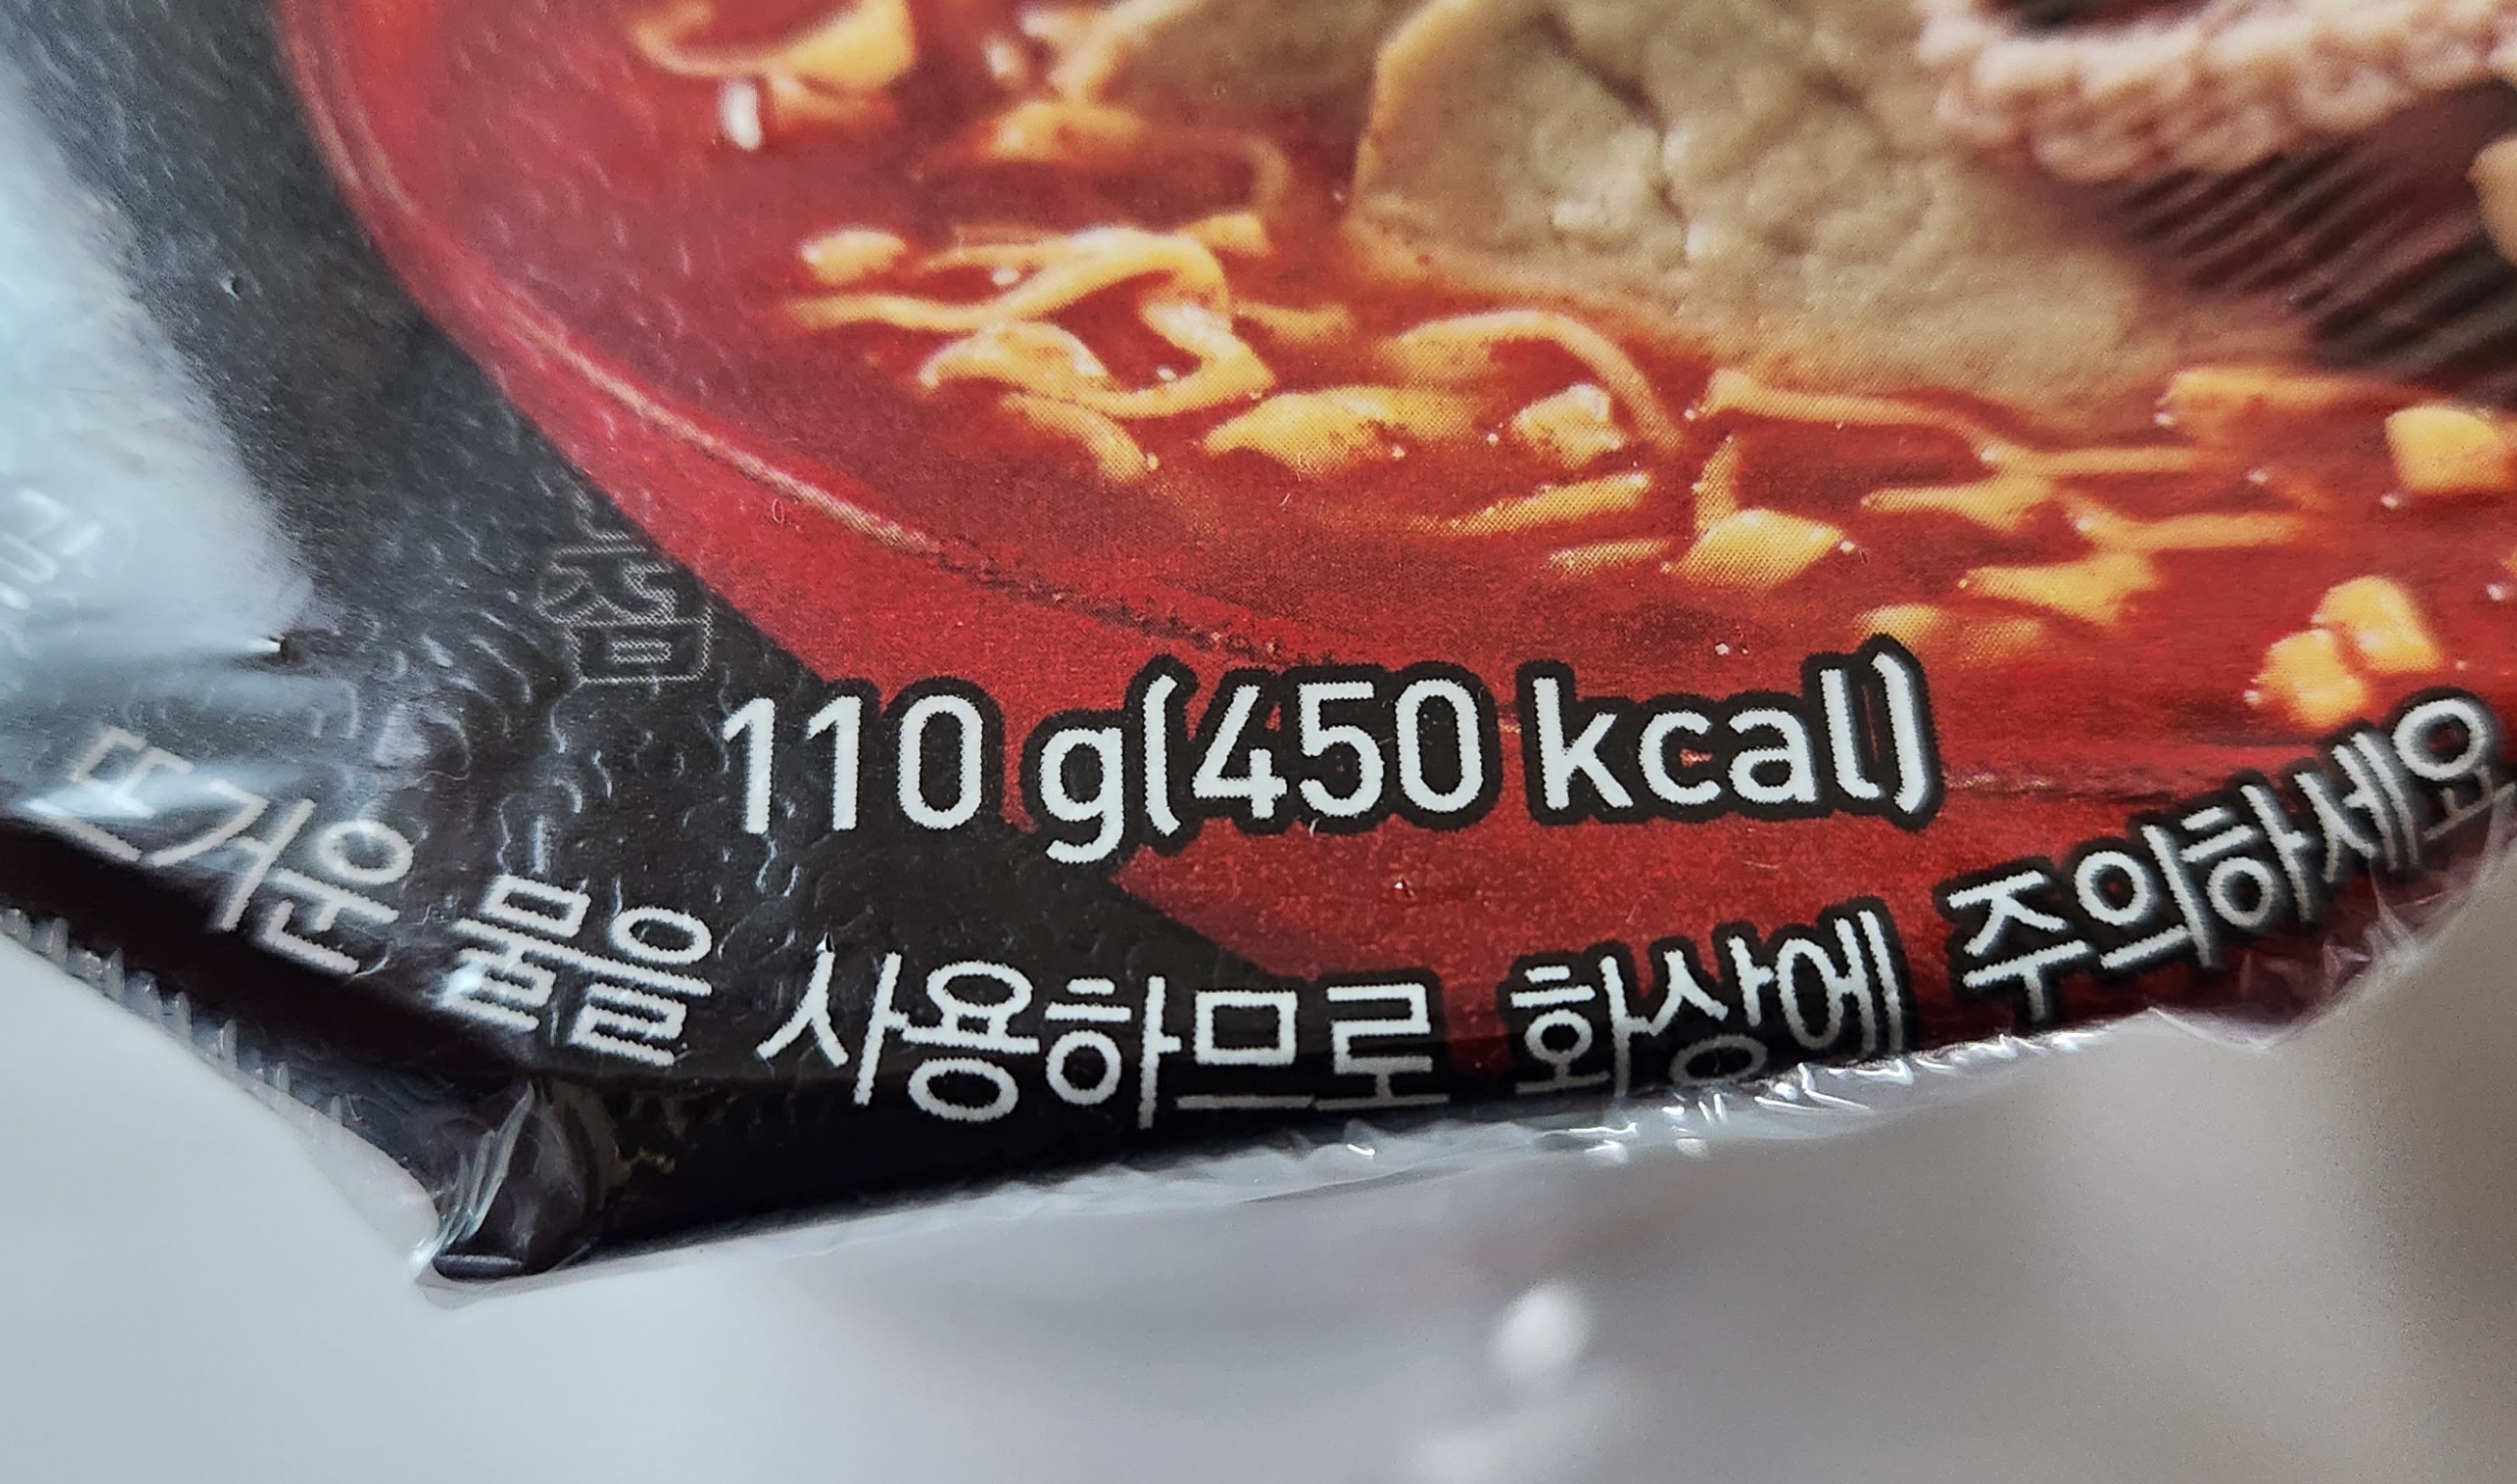 110 g(450 kcal)
뜨거운 물을 사용하므로 화상에 주의하세요